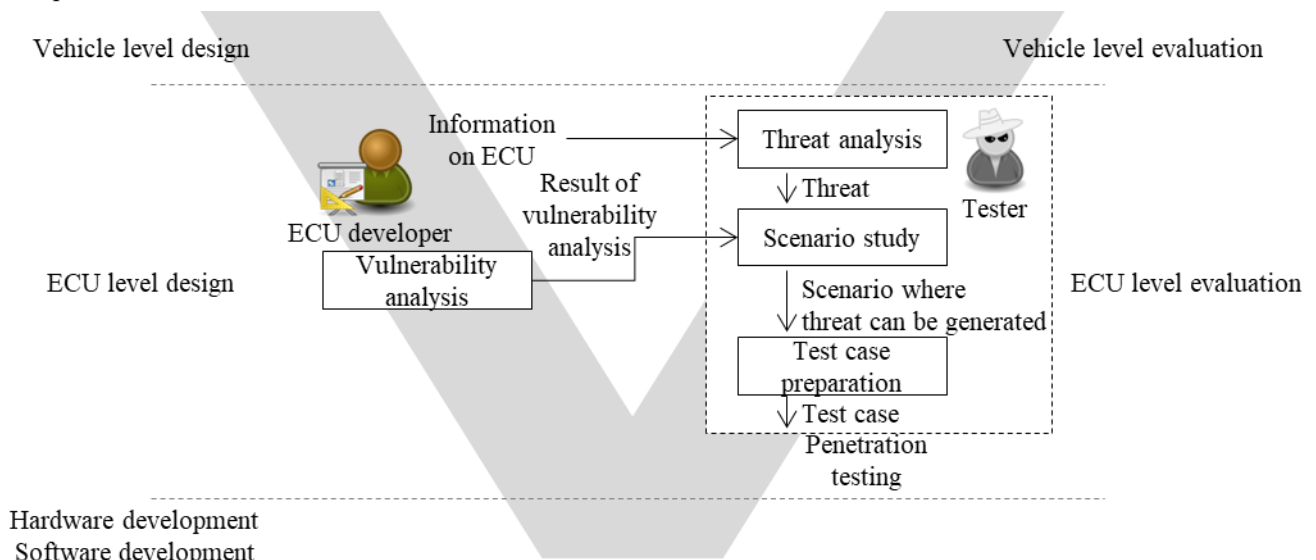 Vehicle level design
Vehicle level evaluation
Information
on ECU
Threat analysis
Threat
Result of
vulnerability
analysis
Tester
ECU developer
Scenario study
Vulnerability
analysis
ECU level design
ECU level evaluation
Scenario where
threat can be generated
Test case
preparation
Test case
Penetration
testing
Hardware development
Software development